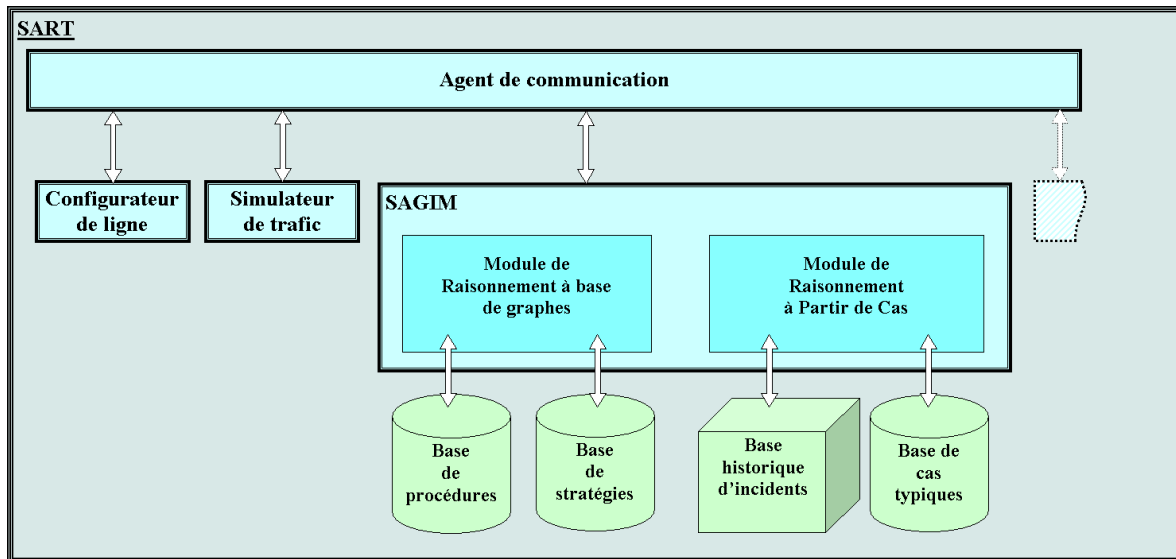 SART
Agent de communication
Configurateur
de ligne
Simulateur
de trafic
SAGIM
Module de
Raisonnement à base
de graphes
Module de
Raisonnement
à Partir de Cas
Base
de
procédures
Base
de
stratégies
Base
historique
d'incidents
Base de
cas
typiques